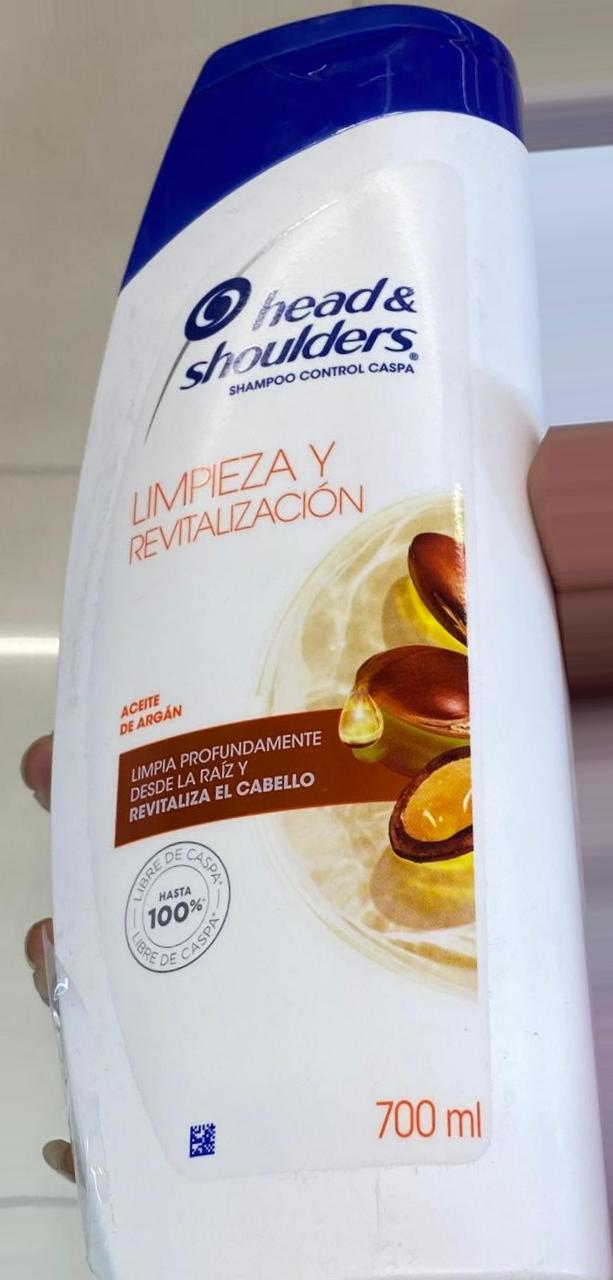 head &
shoulders®
SHAMPOO CONTROL CASPA
LIMPIEZA Y
REVITALIZACIÓN
ACEITE
DE ARGÁN
LIMPIA PROFUNDAMENTE
DESDE LA RAÍZ Y
REVITALIZA EL CABELLO
LIBRE DE CASPA*
HASTA
100%*
LIBRE DE CASPA*
700 ml